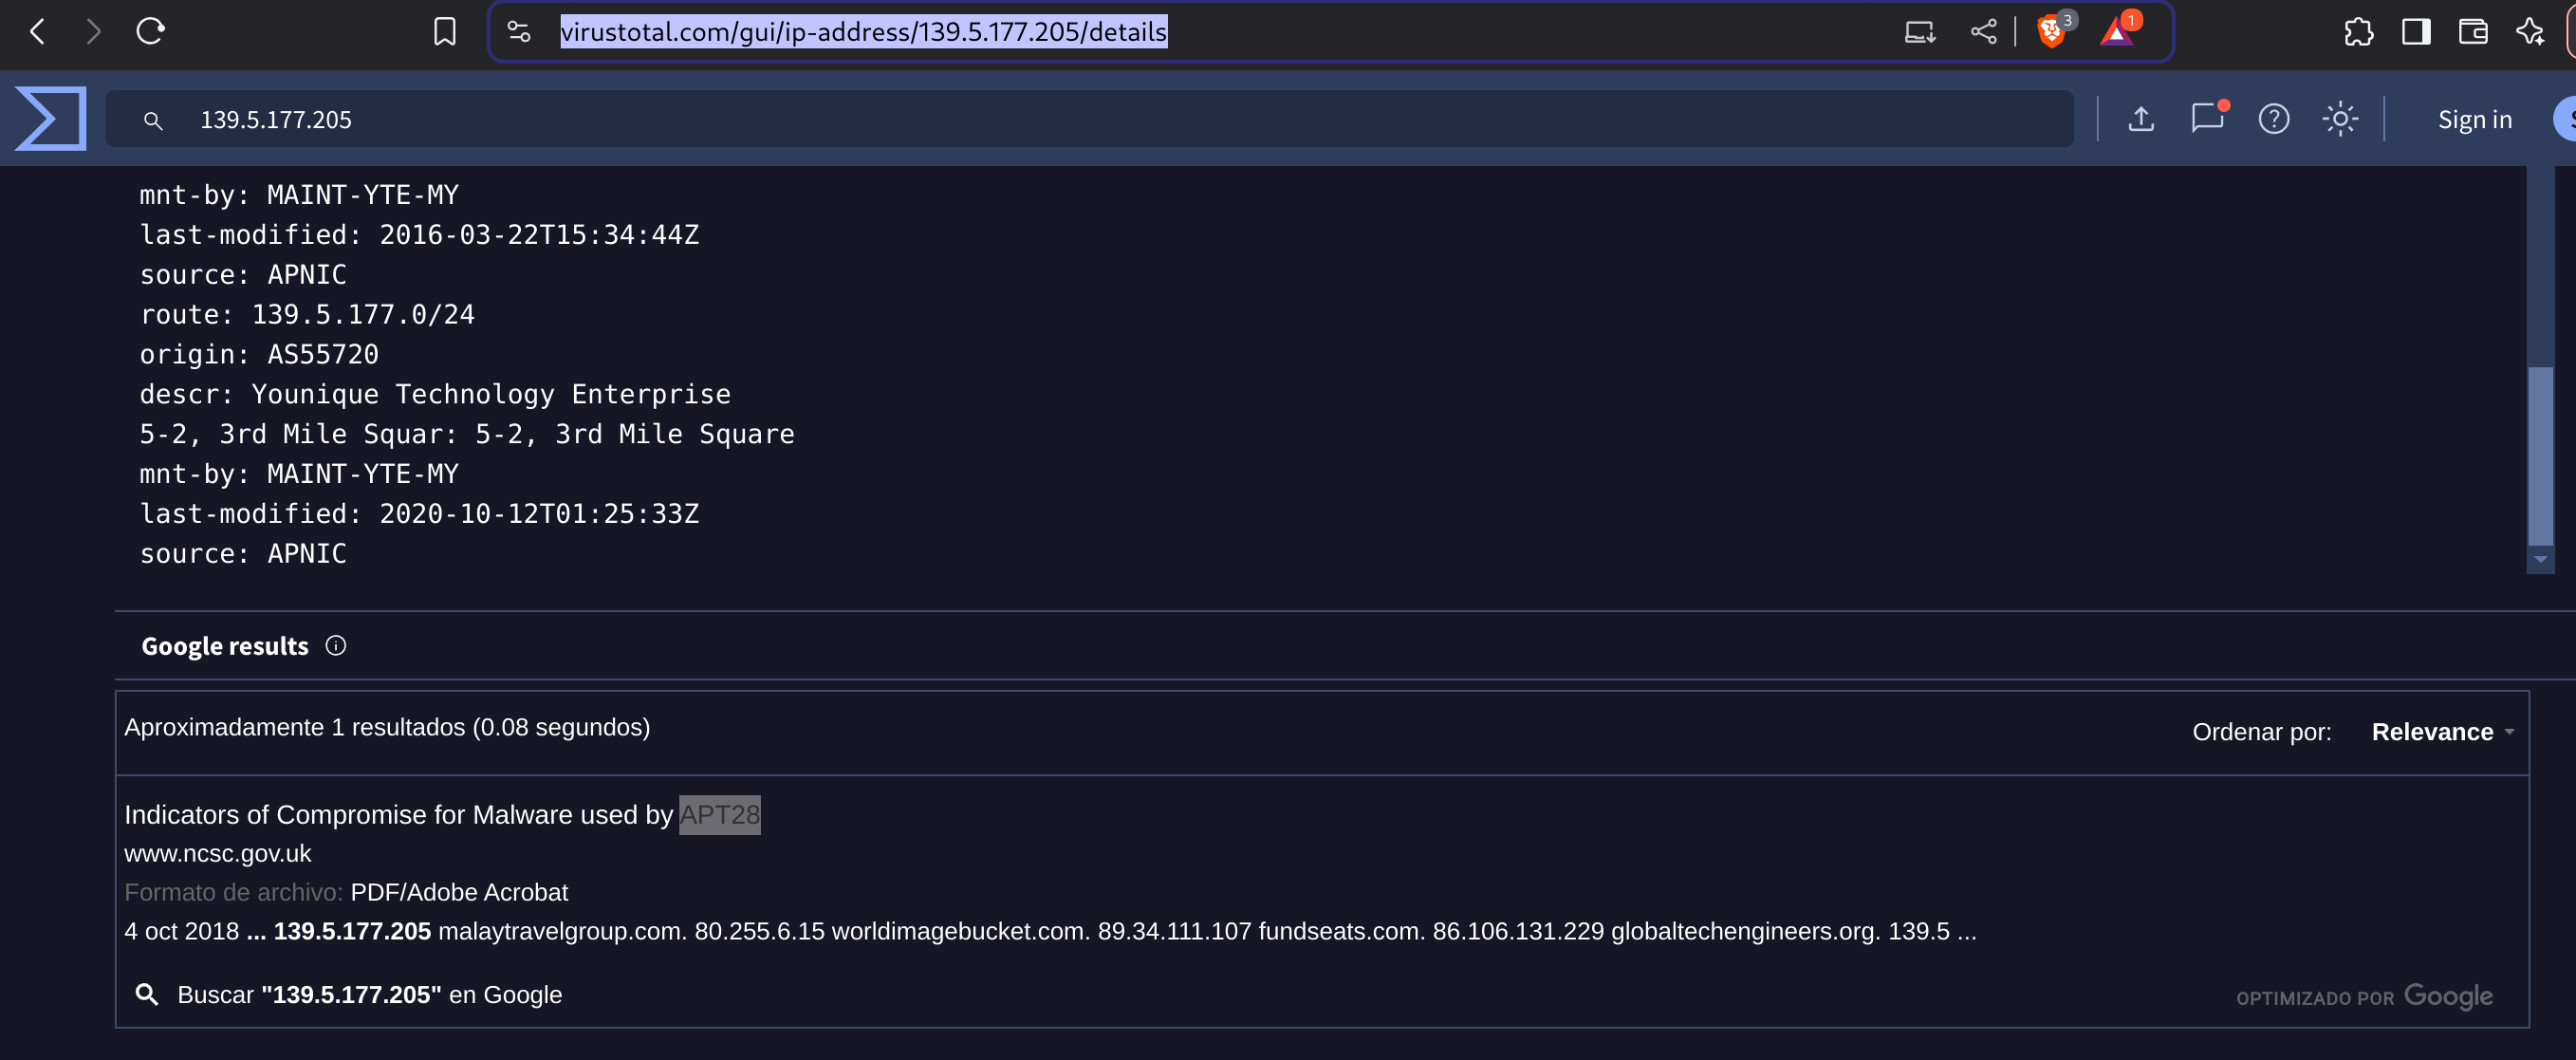 virustotal.com/gui/ip-address/139.5.177.205/details
3
1
139.5.177.205
Sign in
mnt-by: MAINT-YTE-MY
last-modified: 2016-03-22T15:34:44Z
source: APNIC
route: 139.5.177.0/24
origin: AS55720
descr: Younique Technology Enterprise
5-2, 3rd Mile Squar: 5-2, 3rd Mile Square
mnt-by: MAINT-YTE-MY
last-modified: 2020-10-12T01:25:33Z
source: APNIC
Google results
Aproximadamente 1 resultados (0.08 segundos)
Ordenar por: Relevance
Indicators of Compromise for Malware used by APT28
www.ncsc.gov.uk
Formato de archivo: PDF/Adobe Acrobat
4 oct 2018 ... 139.5.177.205 malaytravelgroup.com. 80.255.6.15 worldimagebucket.com. 89.34.111.107 fundseats.com. 86.106.131.229 globaltechengineers.org. 139.5 ...
Buscar "139.5.177.205" en Google
OPTIMIZADO POR Google